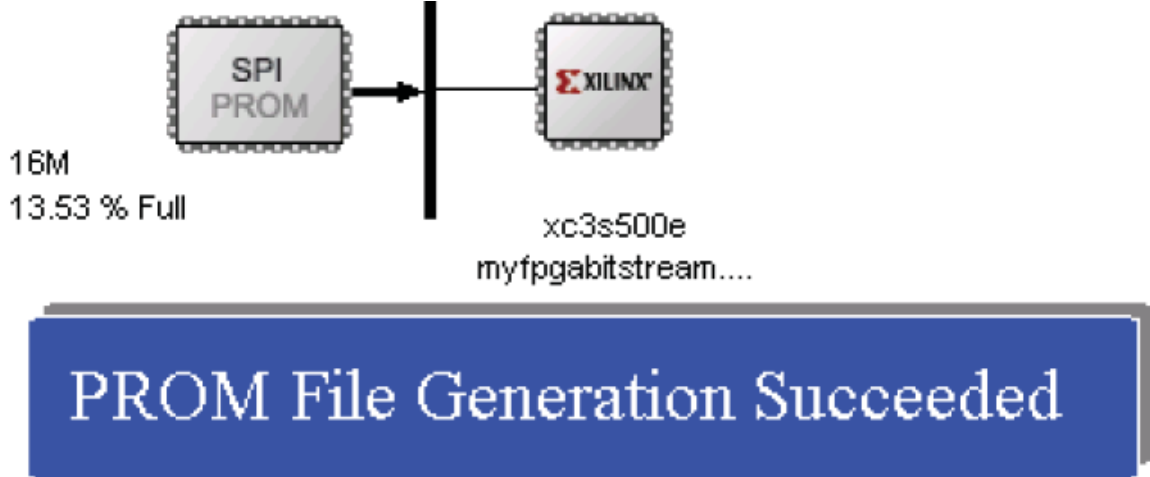 SPI
PROM
XILINX
16M
13.53 % Full
xc3s500e
myfpgabitstream....
PROM File Generation Succeeded